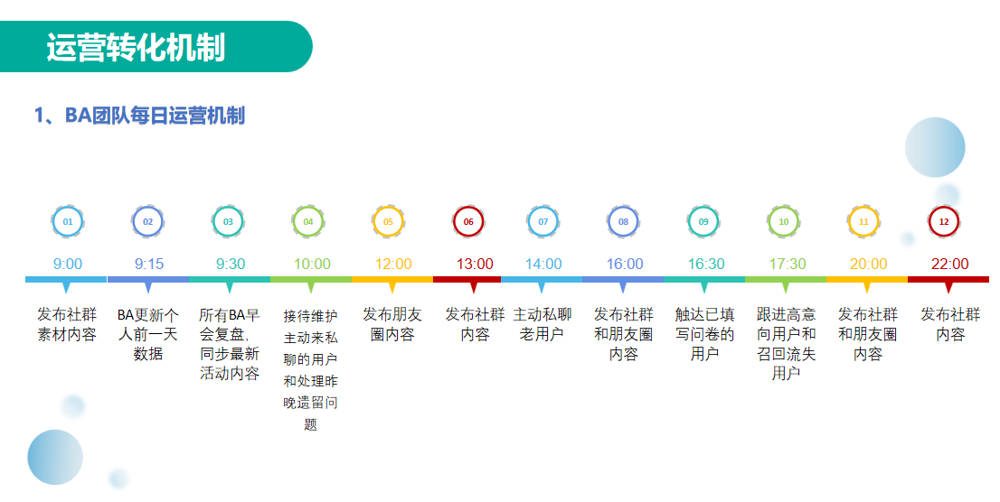 运营转化机制
1、BA团队每日运营机制
01
02
03
04
05
06
07
08
09
10
11
12
9:00
9:15
9:30
10:00
12:00
13:00
14:00
16:00
16:30
17:30
20:00
22:00
发布社群
素材内容
BA更新个
人前一天
数据
所有BA早
会复盘，
同步最新
活动内容
接待维护
主动来私
聊的用户
和处理昨
晚遗留问
题
发布朋友
圈内容
发布社群
内容
主动私聊
老用户
发布社群
和朋友圈
内容
触达已填
写问卷的
用户
跟进高意
向用户和
召回流失
用户
发布社群
和朋友圈
内容
发布社群
内容